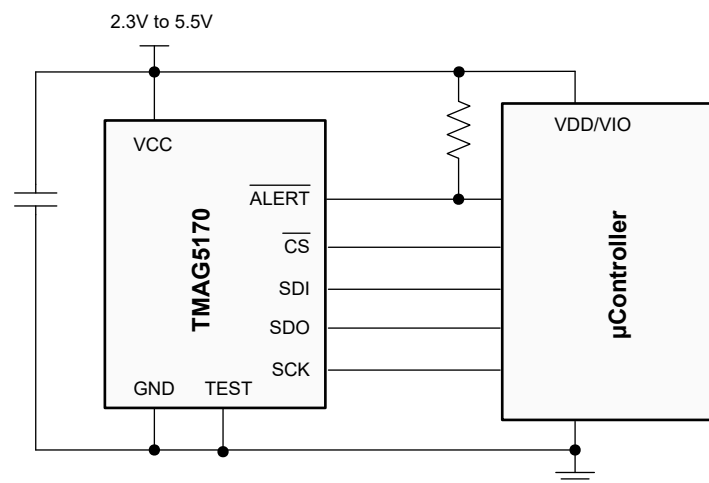 2.3V to 5.5V
VCC
VDD/VIO
ALERT
CS
SDI
SDO
SCK
GND TEST
TMAG5170
µController